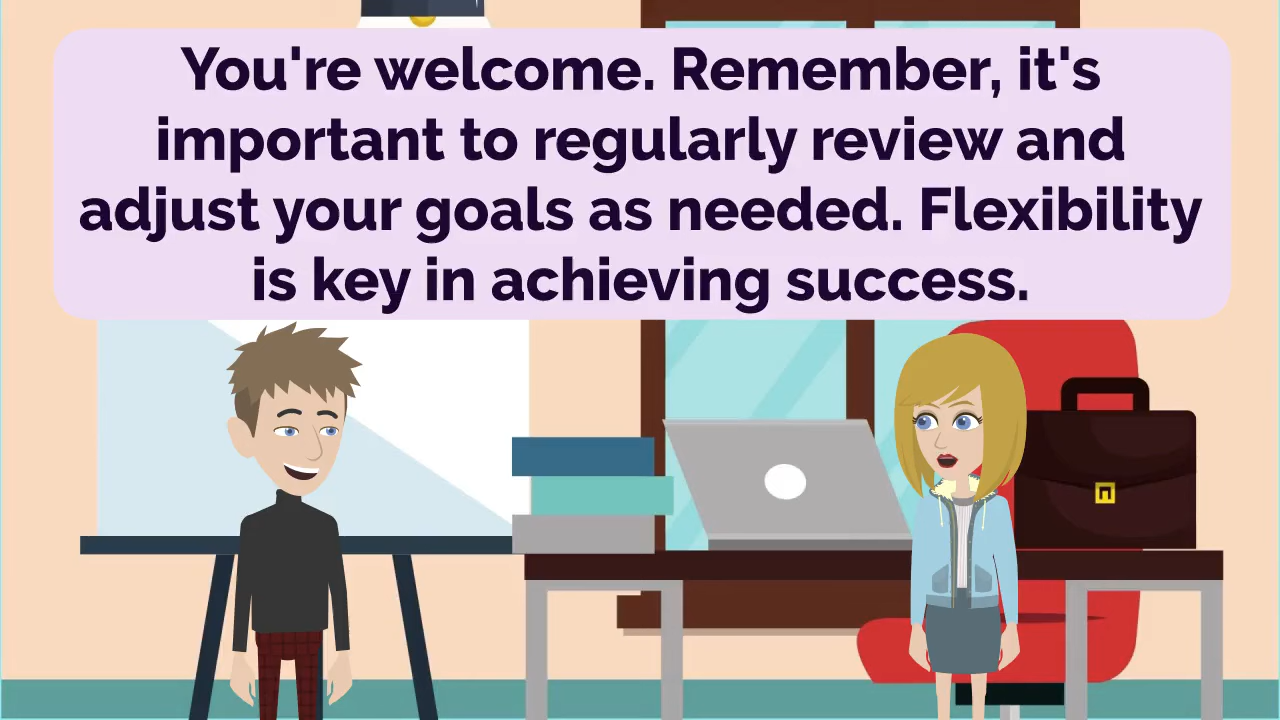 You're welcome. Remember, it's
important to regularly review and
adjust your goals as needed. Flexibility
is key in achieving success.